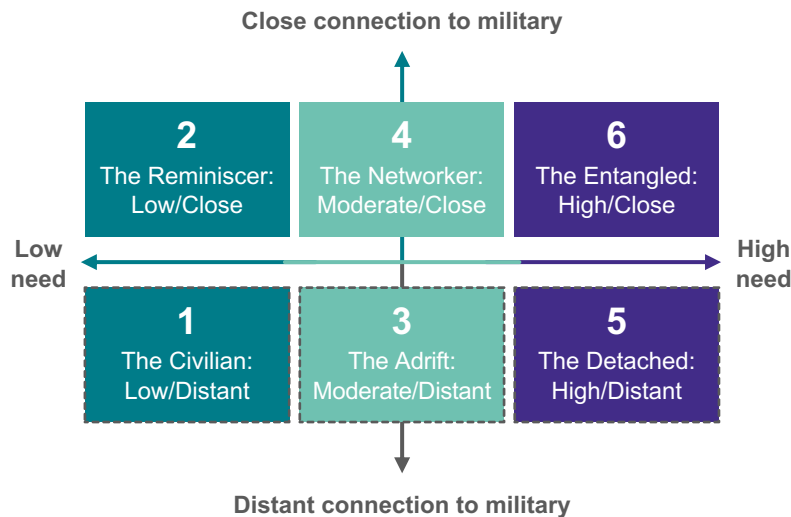 Close connection to military
2
The Reminiscer:
Low/Close
4
The Networker:
Moderate/Close
6
The Entangled:
High/Close
Low
need
High
need
1
The Civilian:
Low/Distant
3
The Adrift:
Moderate/Distant
5
The Detached:
High/Distant
Distant connection to military